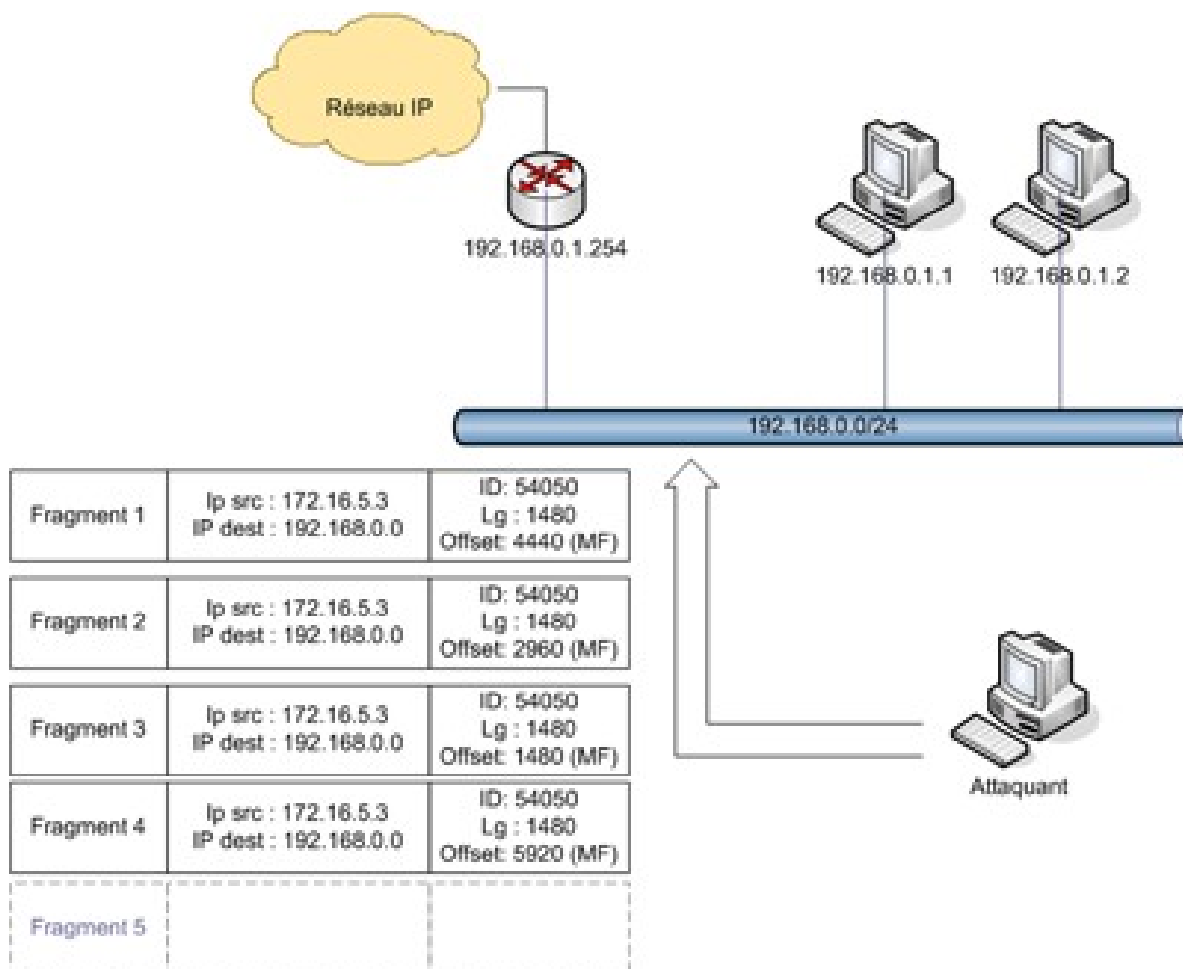 Réseau IP
192.168.0.1.254
192.168.0.1.1
192.168.0.1.2
192.168.0.0/24
Fragment 1
Ip src : 172.16.5.3
IP dest : 192.168.0.0
ID: 54050
Lg : 1480
Offset: 4440 (MF)
Fragment 2
Ip src : 172.16.5.3
IP dest : 192.168.0.0
ID: 54050
Lg : 1480
Offset: 2960 (MF)
Fragment 3
Ip src : 172.16.5.3
IP dest : 192.168.0.0
ID: 54050
Lg : 1480
Offset: 1480 (MF)
Fragment 4
Ip src : 172.16.5.3
IP dest : 192.168.0.0
ID: 54050
Lg : 1480
Offset: 5920 (MF)
Fragment 5
Attaquant